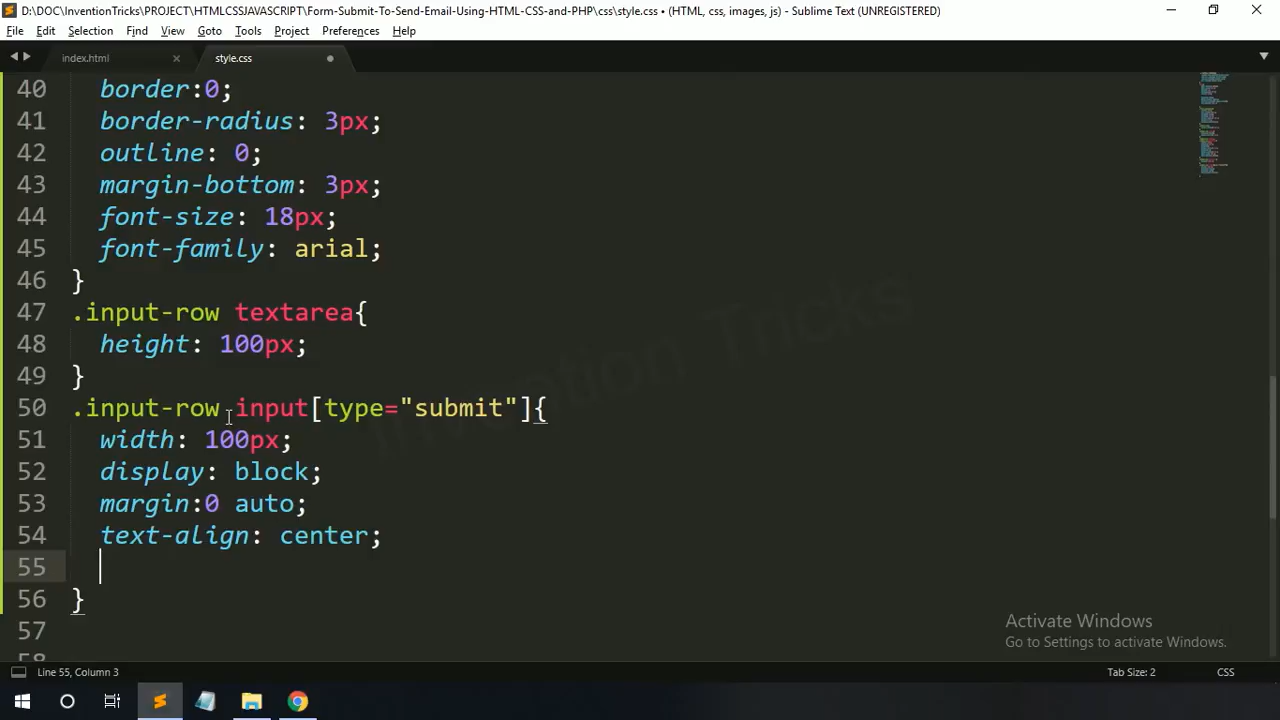 D:\DOC\InventionTricks\PROJECT\HTMLCSSJAVASCRIPT\Form-Submit-To-Send-Email-Using-HTML-CSS-and-PHP\css\style.css • (HTML, css, images, js) - Sublime Text (UNREGISTERED)
File Edit Selection Find View Goto Tools Project Preferences Help
index.html style.css
40 border:0;
41 border-radius: 3px;
42 outline: 0;
43 margin-bottom: 3px;
44 font-size: 18px;
45 font-family: arial;
46 }
47 .input-row textarea{
48 height: 100px;
49 }
50 .input-row input[type="submit"]{
51 width: 100px;
52 display: block;
53 margin:0 auto;
54 text-align: center;
55
56 }
57
58
Invention Tricks
Activate Windows
Go to Settings to activate Windows.
Line 55, Column 3 Tab Size: 2 CSS